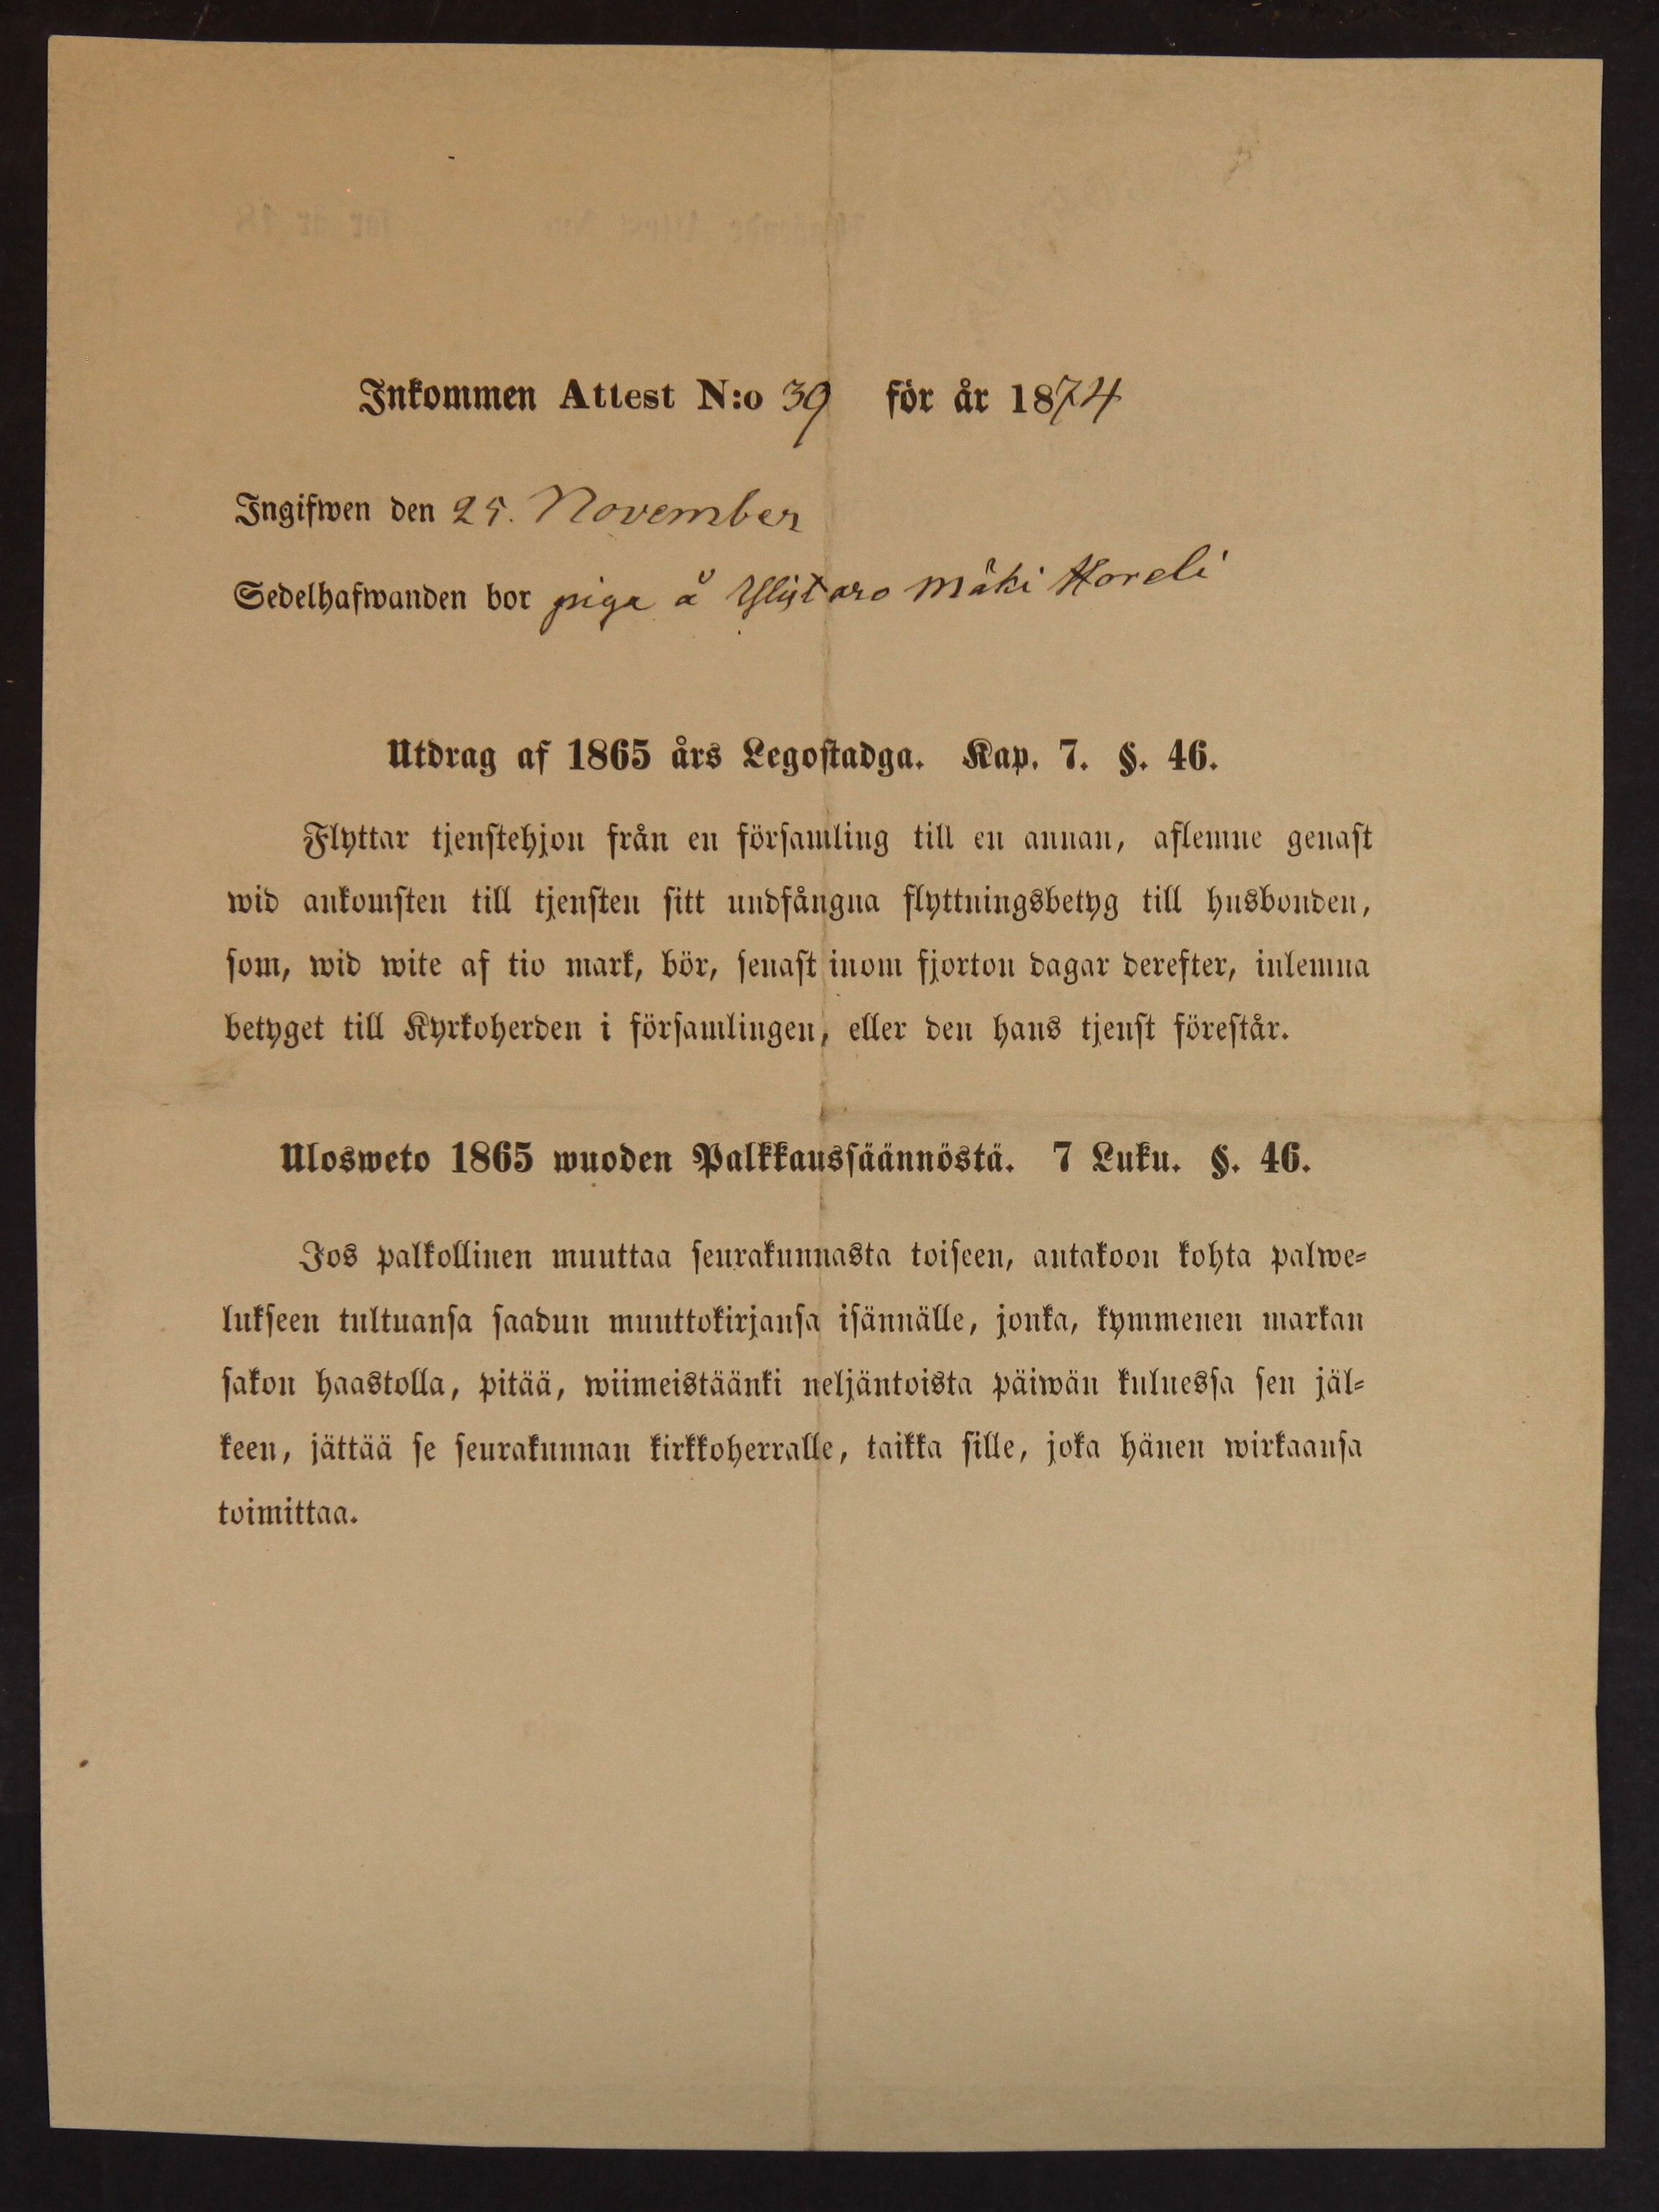 Inkommen Attest N:o 39 för år 1874
Ingifwen den 25. November
Sedelhafwanden bor piga å Ylistaro Mäki Horeli
Utdrag af 1865 års Legostadga. Kap. 7. §. 46.
Flyttar tjenstehjon från en församling till en annan, aflemne genast
wid ankomsten till tjensten sitt undfångna flyttningsbetyg till husbonden,
som, wid wite af tio mark, bör, senast inom fjorton dagar derefter, inlemna
betyget till Kyrkoherden i församlingen, eller den hans tjenst förestår.
Ulosweto 1865 wuoden Palkkaussäännöstä. 7 Luku. §. 46.
Jos palkollinen muuttaa seurakunnasta toiseen, antakoon kohta palwe-
lukseen tultuansa saadun muuttokirjansa isännälle, jonka, kymmenen markan
sakon haastolla, pitää, wiimeistäänki neljäntoista päiwän kuluessa sen jäl-
keen, jättää se seurakunnan kirkkoherralle, taikka sille, joka hänen wirkaansa
toimittaa.